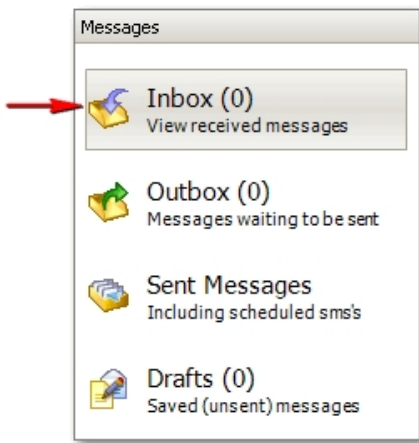 Messages
Inbox (0)
View received messages
Outbox (0)
Messages waiting to be sent
Sent Messages
Including scheduled sms's
Drafts (0)
Saved (unsent) messages